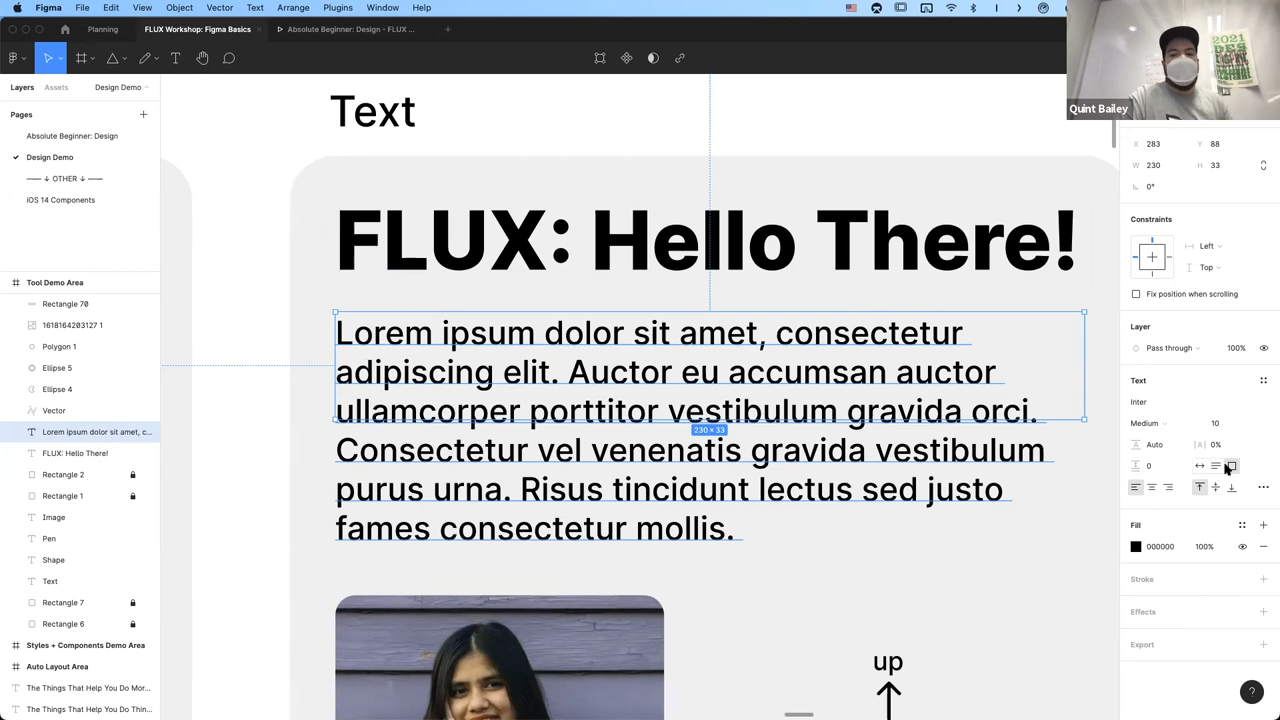 Figma File Edit View Object Vector Text Arrange Plugins Window Help
Planning FLUX Workshop: Figma Basics Absolute Beginner: Design - FLUX ...
Quint Bailey
Layers Assets Design Demo
Pages
Absolute Beginner: Design
Design Demo
—— ↓ OTHER ↓ ——
iOS 14 Components
Tool Demo Area
Rectangle 70
1618164203127 1
Polygon 1
Ellipse 5
Ellipse 4
Vector
Lorem ipsum dolor sit amet, c...
FLUX: Hello There!
Rectangle 2
Rectangle 1
Image
Pen
Shape
Text
Rectangle 7
Rectangle 6
Styles + Components Demo Area
Auto Layout Area
The Things That Help You Do Mor...
The Things That Help You Do Thin...
Text
FLUX: Hello There!
Lorem ipsum dolor sit amet, consectetur
adipiscing elit. Auctor eu accumsan auctor
ullamcorper porttitor vestibulum gravida orci.
230 × 33
Consectetur vel venenatis gravida vestibulum
purus urna. Risus tincidunt lectus sed justo
fames consectetur mollis.
up
X 283 Y 88
W 230 H 33
0°
Constraints
Left
Top
Fix position when scrolling
Layer
Pass through 100%
Text
Inter
Medium 10
Auto 0%
0
Fill
000000 100%
Stroke
Effects
Export
?
2021